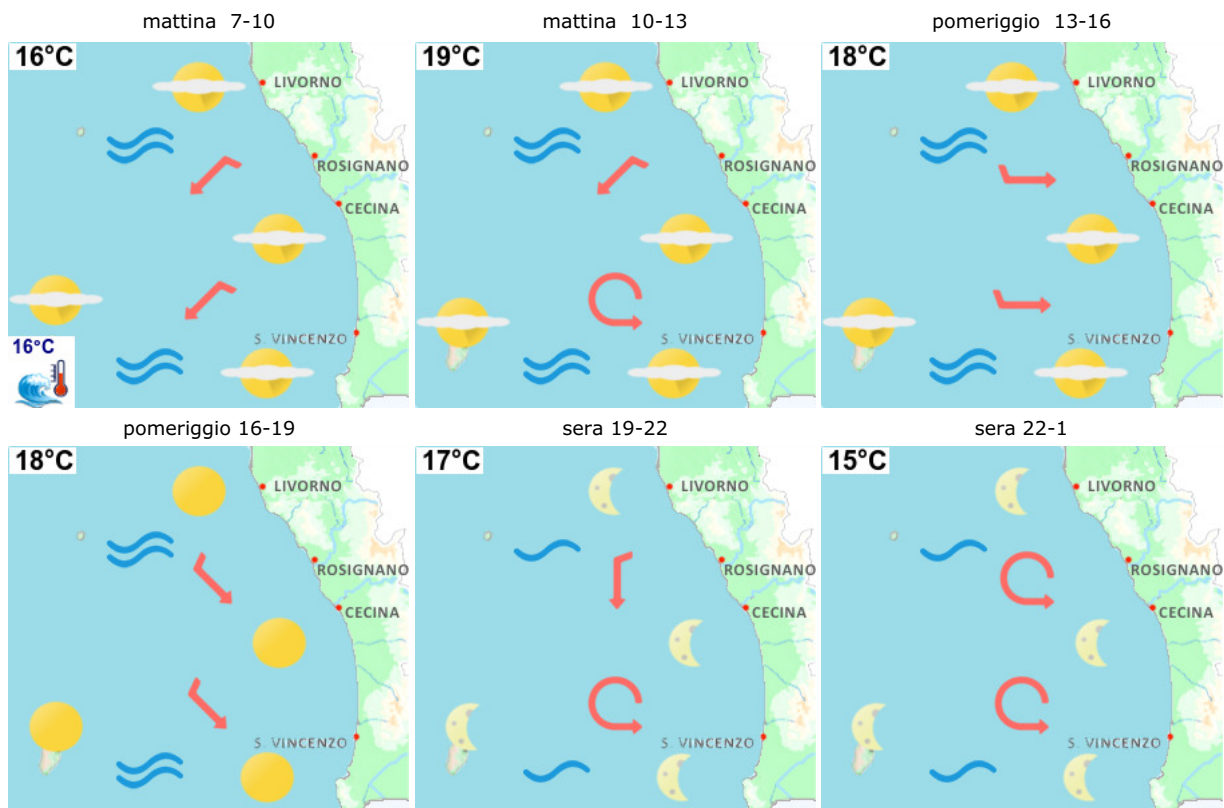 mattina 7-10
mattina 10-13
pomeriggio 13-16
16°C
LIVORNO
ROSIGNANO
CECINA
S. VINCENZO
16°C
19°C
LIVORNO
ROSIGNANO
CECINA
S. VINCENZO
18°C
LIVORNO
ROSIGNANO
CECINA
S. VINCENZO
pomeriggio 16-19
sera 19-22
sera 22-1
18°C
LIVORNO
ROSIGNANO
CECINA
S. VINCENZO
17°C
LIVORNO
ROSIGNANO
CECINA
S. VINCENZO
15°C
LIVORNO
ROSIGNANO
CECINA
S. VINCENZO